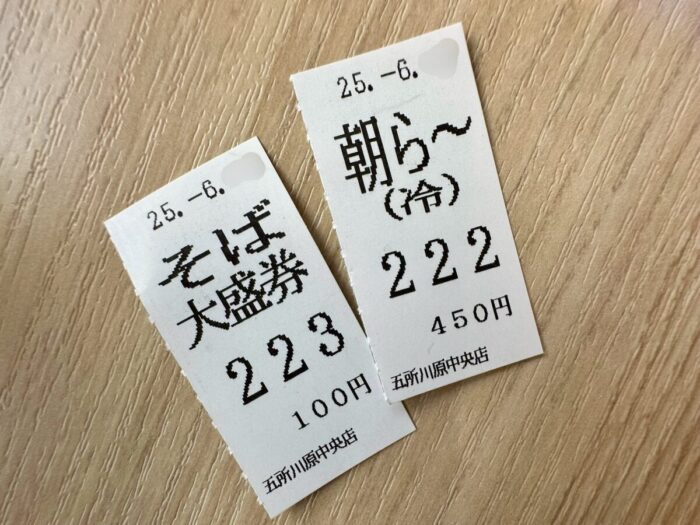 25.-6.
そば
大盛券
223
100円
五所川原中央店
25.-6.
朝ら～
（冷）
222
450円
五所川原中央店